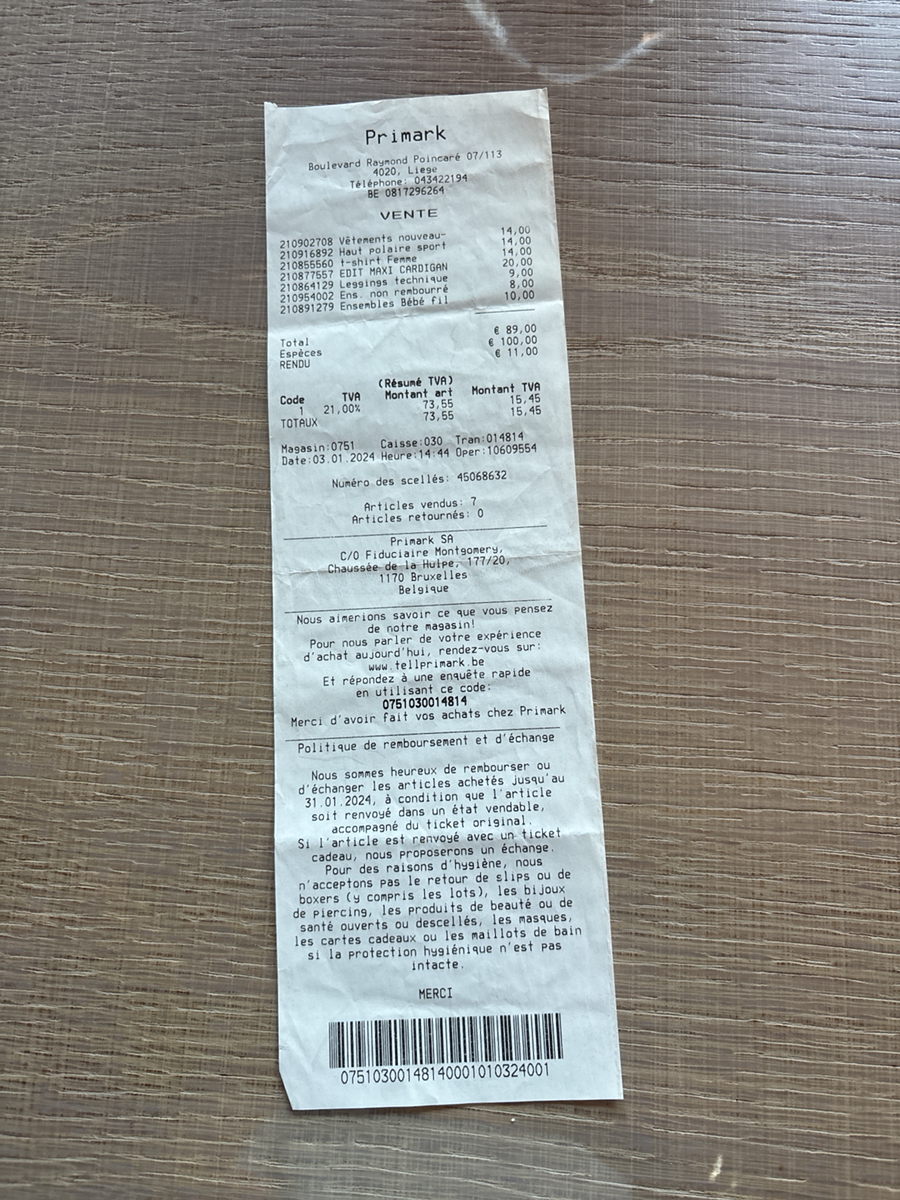 Primark
Boulevard Raymond Poincaré 07/113
4020, Liege
Téléphone: 043422194
BE 0817296264
VENTE
210902708 Vêtements nouveau- 14,00
210916892 Haut polaire sport 14,00
210855560 t-shirt Femme 14,00
210877557 EDIT MAXI CARDIGAN 20,00
210864129 Leggings technique 9,00
210954002 Ens. non rembourré 8,00
210891279 Ensembles Bébé fil 10,00
Total € 89,00
Espèces € 100,00
RENDU € 11,00
(Résumé TVA)
Code TVA Montant art Montant TVA
1 21,00% 73,55 15,45
TOTAUX 73,55 15,45
Magasin:0751 Caisse:030 Tran:014814
Date:03.01.2024 Heure:14:44 Oper:10609554
Numéro des scellés: 45068632
Articles vendus: 7
Articles retournés: 0
Primark SA
C/O Fiduciaire Montgomery,
Chaussée de la Hulpe, 177/20,
1170 Bruxelles
Belgique
Nous aimerions savoir ce que vous pensez
de notre magasin!
Pour nous parler de votre expérience
d'achat aujourd'hui, rendez-vous sur:
www.tellprimark.be
Et répondez à une enquête rapide
en utilisant ce code:
0751030014814
Merci d'avoir fait vos achats chez Primark
Politique de remboursement et d'échange
Nous sommes heureux de rembourser ou
d'échanger les articles achetés jusqu'au
31.01.2024, à condition que l'article
soit renvoyé dans un état vendable,
accompagné du ticket original.
Si l'article est renvoyé avec un ticket
cadeau, nous proposerons un échange.
Pour des raisons d'hygiène, nous
n'acceptons pas le retour de slips ou de
boxers (y compris les lots), les bijoux
de piercing, les produits de beauté ou de
santé ouverts ou descellés, les masques,
les cartes cadeaux ou les maillots de bain
si la protection hygiénique n'est pas
intacte.
MERCI
07510300148140001010324001